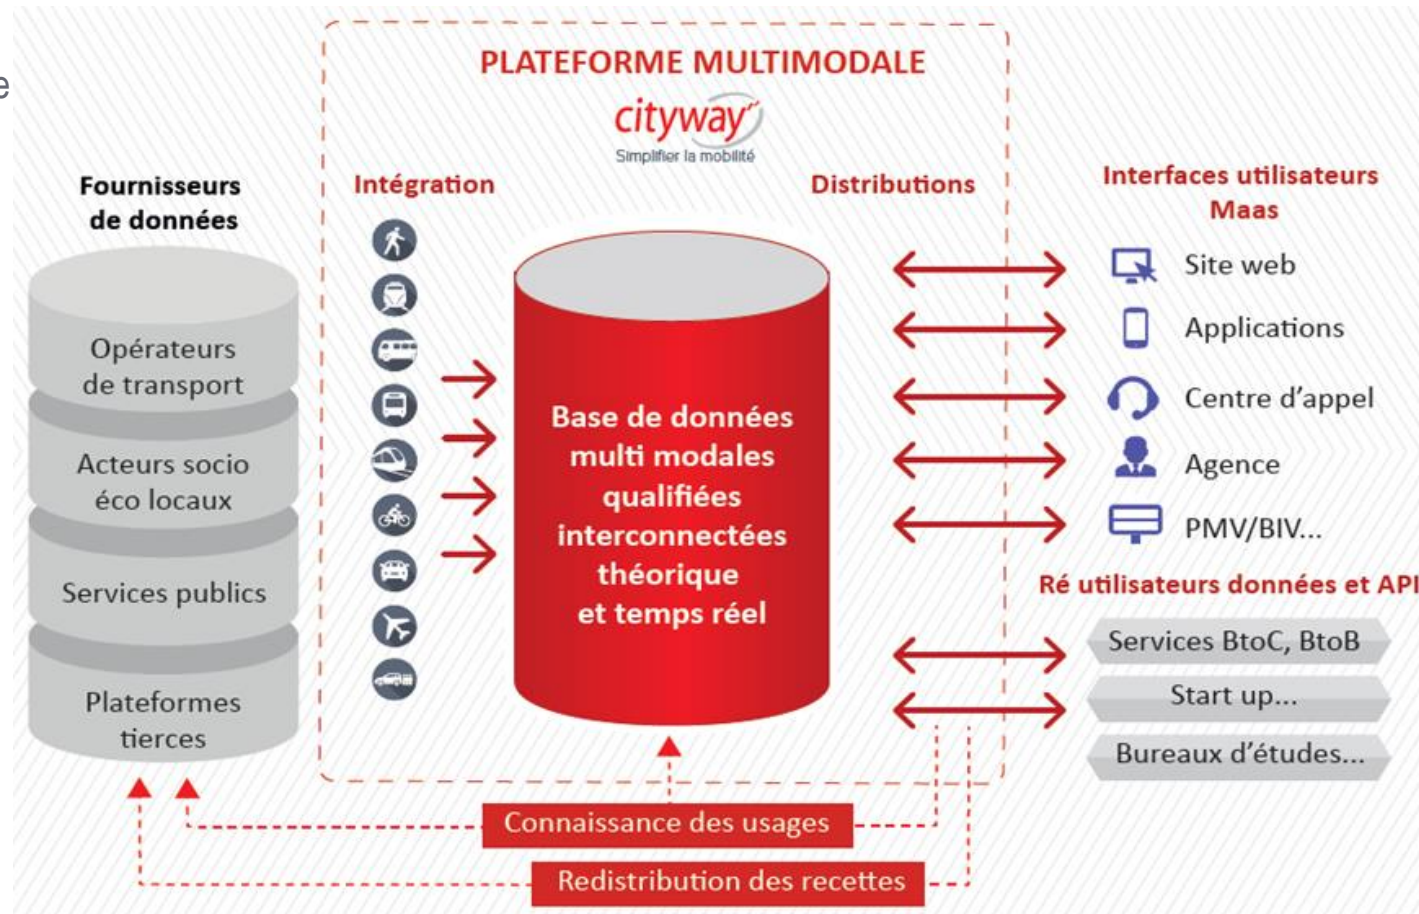 e
PLATEFORME MULTIMODALE
cityway
Simplifier la mobilité
Fournisseurs
de données
Opérateurs
de transport
Acteurs socio
éco locaux
Services publics
Plateformes
tierces
Intégration
Base de données
multi modales
qualifiées
interconnectées
théorique
et temps réel
Distributions
Interfaces utilisateurs
Maas
Site web
Applications
Centre d'appel
Agence
PMV/BIV...
Ré utilisateurs données et API
Services BtoC, BtoB
Start up...
Bureaux d'études...
Connaissance des usages
Redistribution des recettes